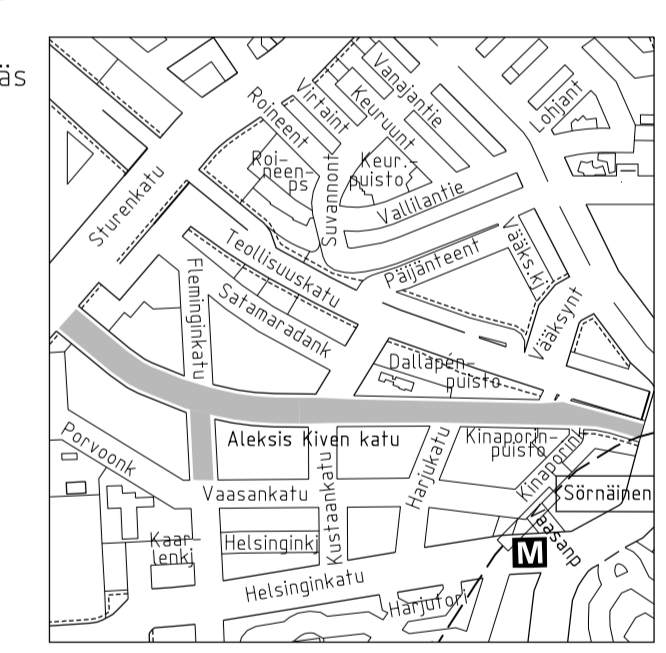 äs
Vanajantie
Virtaint
Keuruunt
Roineent
Lohjant
Roi-
neen-
ps
Keur.-
puisto
Suvannont
Sturenkatu
Vallilantie
Teollisuuskatu
Päijänteent
Vääks.kj
Vääksynt
Fleminginkatu
Satamaradank
Dallapén-
puisto
Aleksis Kiven katu
Kinaporin-
puisto
Kinaporink
Porvoonk
Harjukatu
Kustaankatu
Vaasankatu
Sörnäinen
Vaasanp
Kaar-
lenkj
Helsinginkj
M
Helsinginkatu
Harjutori